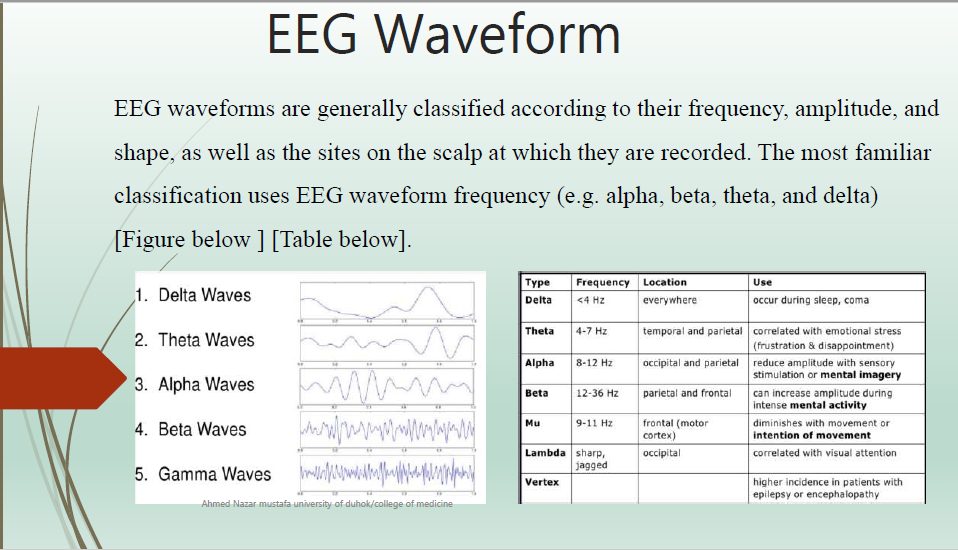 EEG Waveform
EEG waveforms are generally classified according to their frequency, amplitude, and
shape, as well as the sites on the scalp at which they are recorded. The most familiar
classification uses EEG waveform frequency (e.g. alpha, beta, theta, and delta)
[Figure below ] [Table below].
1. Delta Waves
2. Theta Waves
3. Alpha Waves
4. Beta Waves
5. Gamma Waves
Type Frequency Location Use
Delta <4 Hz everywhere occur during sleep, coma
Theta 4-7 Hz temporal and parietal correlated with emotional stress
(frustration & disappointment)
Alpha 8-12 Hz occipital and parietal reduce amplitude with sensory
stimulation or mental imagery
Beta 12-36 Hz parietal and frontal can increase amplitude during
intense mental activity
Mu 9-11 Hz frontal (motor diminishes with movement or
cortex) intention of movement
Lambda sharp, occipital correlated with visual attention
jagged
Vertex higher incidence in patients with
epilepsy or encephalopathy
Ahmed Nazar mustafa university of duhok/college of medicine